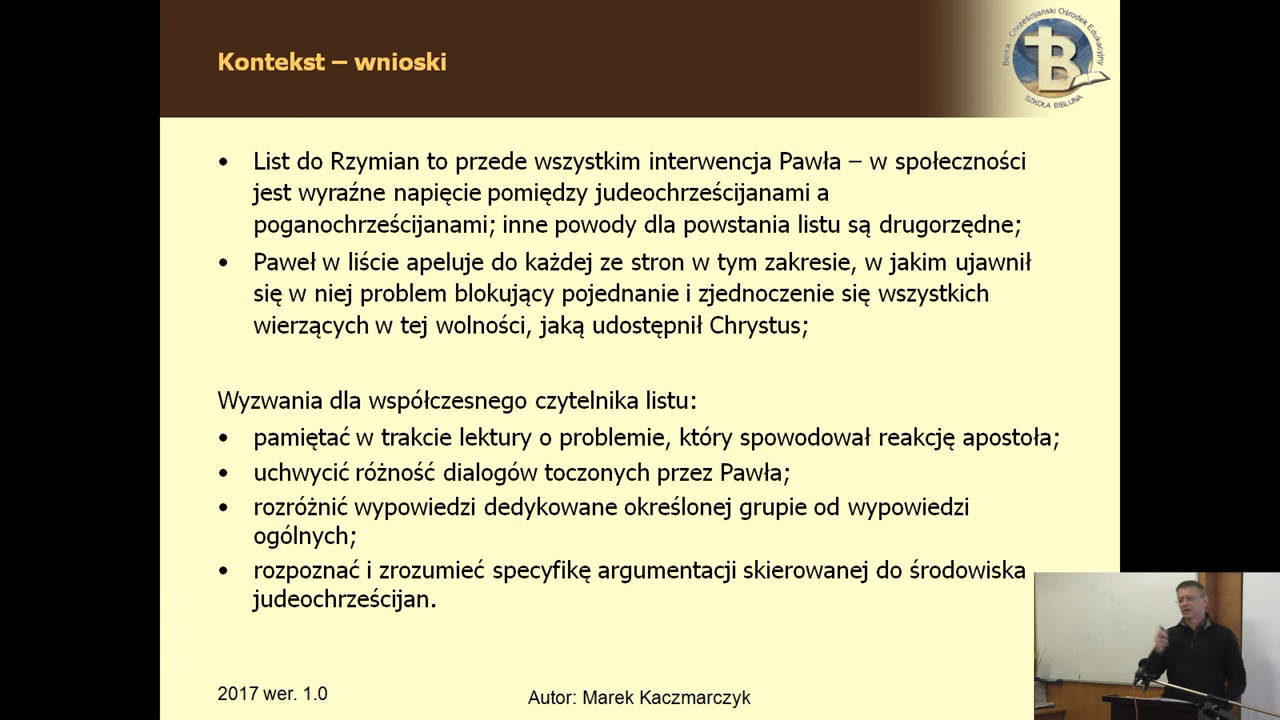 Kontekst – wnioski
Berea - Chrześcijański Ośrodek Edukacyjny
SZKOŁA BIBLIJNA
• List do Rzymian to przede wszystkim interwencja Pawła – w społeczności
jest wyraźne napięcie pomiędzy judeochrześcijanami a
poganochrześcijanami; inne powody dla powstania listu są drugorzędne;
• Paweł w liście apeluje do każdej ze stron w tym zakresie, w jakim ujawnił
się w niej problem blokujący pojednanie i zjednoczenie się wszystkich
wierzących w tej wolności, jaką udostępnił Chrystus;
Wyzwania dla współczesnego czytelnika listu:
• pamiętać w trakcie lektury o problemie, który spowodował reakcję apostoła;
• uchwycić różność dialogów toczonych przez Pawła;
• rozróżnić wypowiedzi dedykowane określonej grupie od wypowiedzi
ogólnych;
• rozpoznać i zrozumieć specyfikę argumentacji skierowanej do środowiska
judeochrześcijan.
2017 wer. 1.0
Autor: Marek Kaczmarczyk